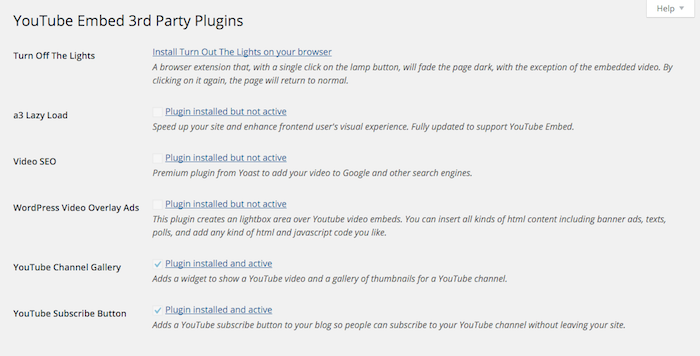 Help
YouTube Embed 3rd Party Plugins
Turn Off The Lights
Install Turn Out The Lights on your browser
A browser extension that, with a single click on the lamp button, will fade the page dark, with the exception of the embedded video. By
clicking on it again, the page will return to normal.
a3 Lazy Load
Plugin installed but not active
Speed up your site and enhance frontend user's visual experience. Fully updated to support YouTube Embed.
Video SEO
Plugin installed but not active
Premium plugin from Yoast to add your video to Google and other search engines.
WordPress Video Overlay Ads
Plugin installed but not active
This plugin creates an lightbox area over Youtube video embeds. You can insert all kinds of html content including banner ads, texts,
polls, and add any kind of html and javascript code you like.
YouTube Channel Gallery
Plugin installed and active
Adds a widget to show a YouTube video and a gallery of thumbnails for a YouTube channel.
YouTube Subscribe Button
Plugin installed and active
Adds a YouTube subscribe button to your blog so people can subscribe to your YouTube channel without leaving your site.